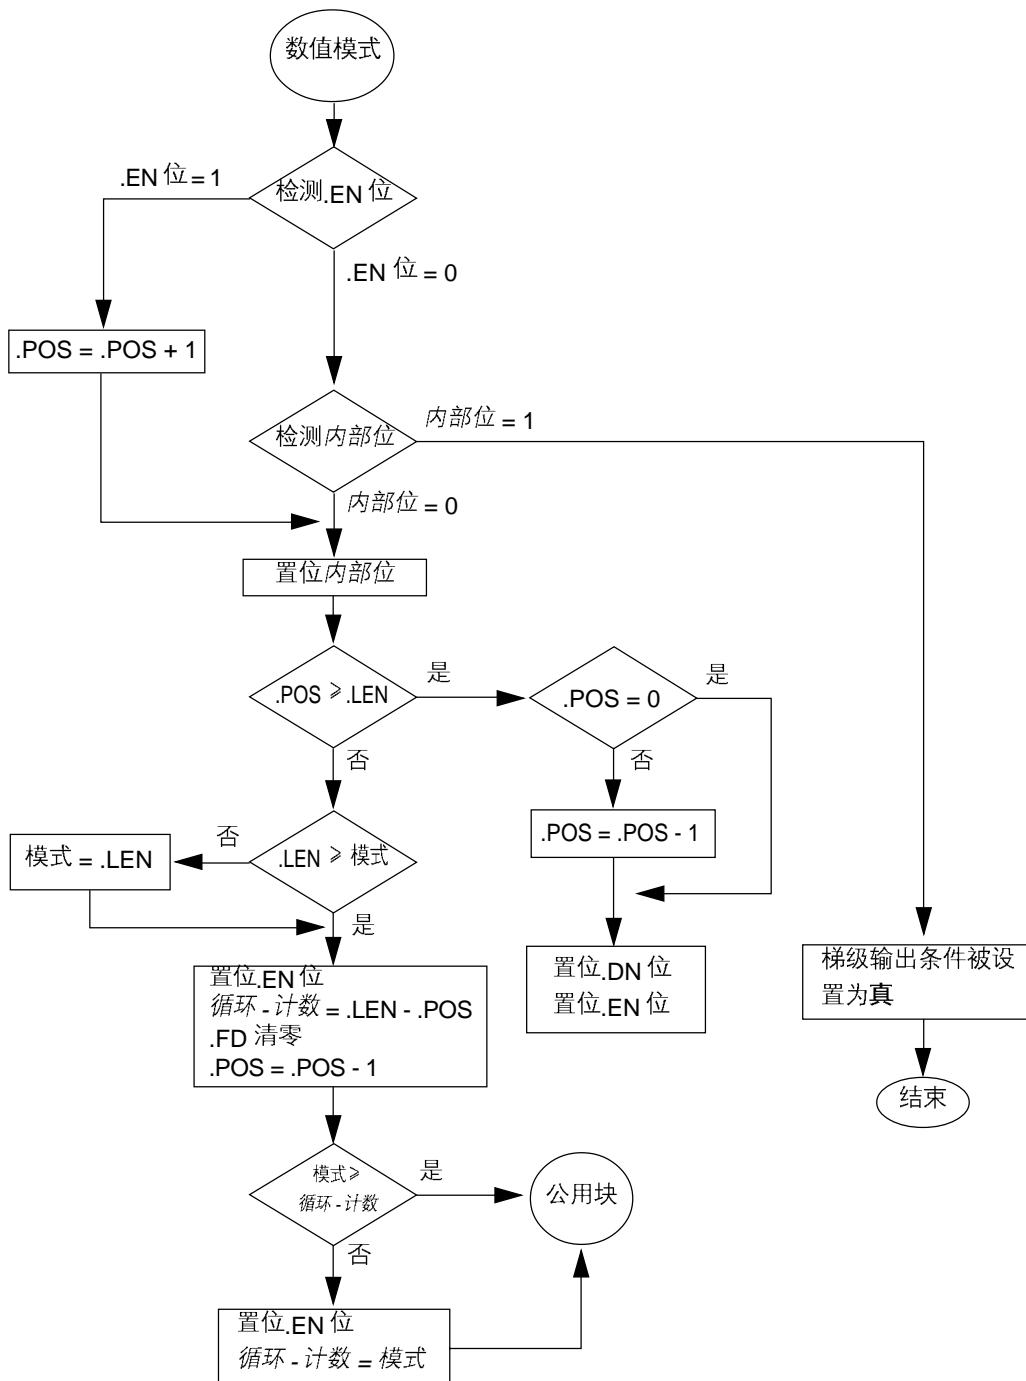 数值模式
.EN 位 = 1
检测.EN 位
.EN 位 = 0
.POS = .POS + 1
检测内部位
内部位 = 1
内部位 = 0
置位内部位
.POS ≥ .LEN
是
.POS = 0
是
否
否
.POS = .POS - 1
模式 = .LEN
否
.LEN ≥ 模式
是
置位.EN 位
循环 - 计数 = .LEN - .POS
.FD 清零
.POS = .POS - 1
置位.DN 位
置位.EN 位
梯级输出条件被设
置为真
结束
模式≥
循环 - 计数
是
公用块
否
置位.EN 位
循环 - 计数 = 模式